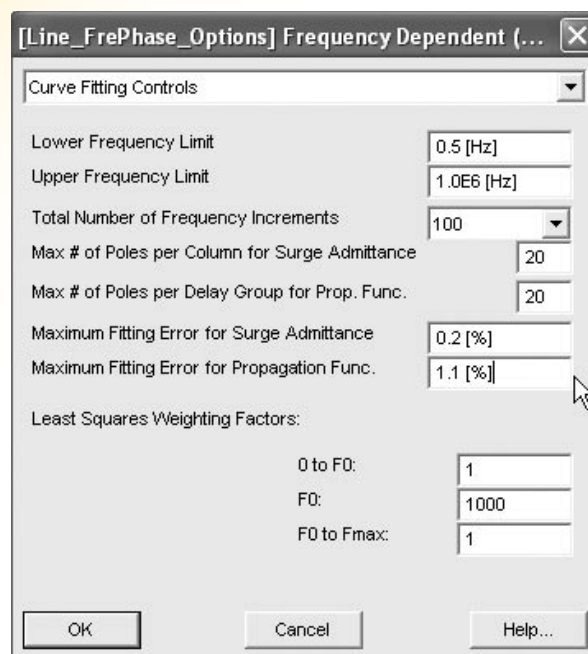 [Line_FrePhase_Options] Frequency Dependent (...
Curve Fitting Controls
Lower Frequency Limit 0.5 [Hz]
Upper Frequency Limit 1.0E6 [Hz]
Total Number of Frequency Increments 100
Max # of Poles per Column for Surge Admittance 20
Max # of Poles per Delay Group for Prop. Func. 20
Maximum Fitting Error for Surge Admittance 0.2 [%]
Maximum Fitting Error for Propagation Func. 1.1 [%]
Least Squares Weighting Factors:
0 to F0: 1
F0: 1000
F0 to Fmax: 1
OK Cancel Help...